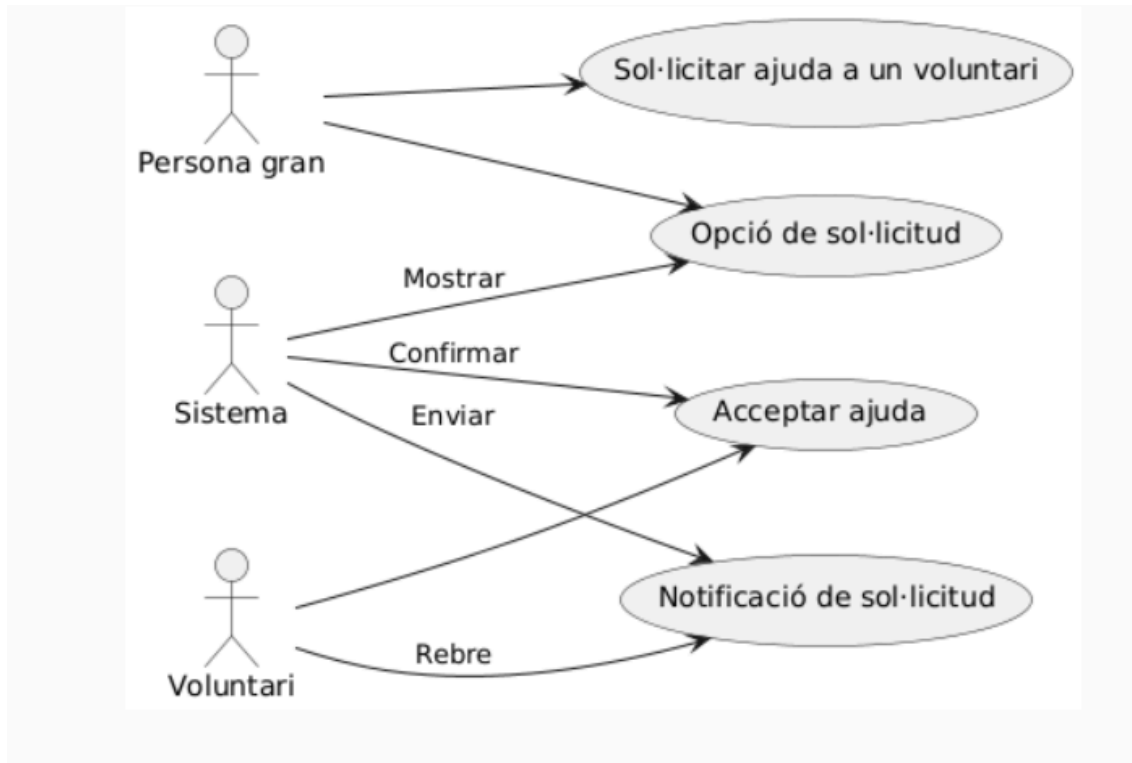 Sol·licitar ajuda a un voluntari
Persona gran
Opció de sol·licitud
Mostrar
Confirmar
Sistema
Enviar
Acceptar ajuda
Notificació de sol·licitud
Rebre
Voluntari